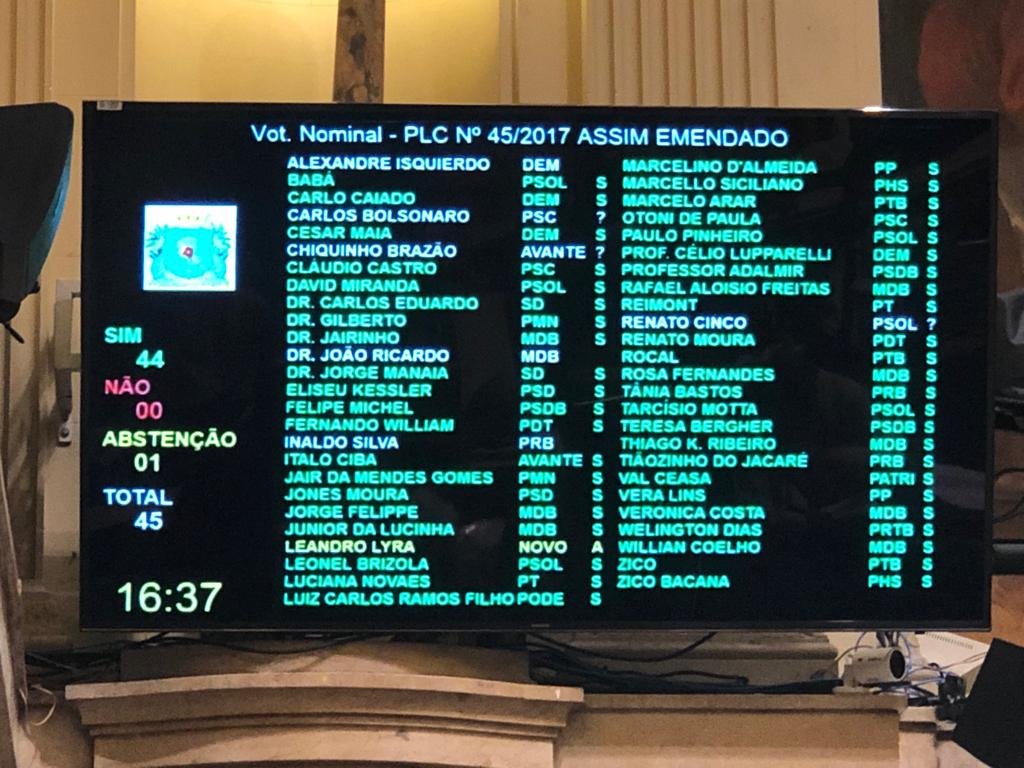 Vot. Nominal - PLC Nº 45/2017 ASSIM EMENDADO
ALEXANDRE ISQUIERDO DEM
BABÁ PSOL S
CARLO CAIADO DEM S
CARLOS BOLSONARO PSC ?
CESAR MAIA DEM S
CHIQUINHO BRAZÃO AVANTE ?
CLÁUDIO CASTRO PSC S
DAVID MIRANDA PSOL S
DR. CARLOS EDUARDO SD S
DR. GILBERTO PMN S
DR. JAIRINHO MDB S
DR. JOÃO RICARDO MDB
DR. JORGE MANAIA SD S
ELISEU KESSLER PSD S
FELIPE MICHEL PSDB S
FERNANDO WILLIAM PDT S
INALDO SILVA PRB
ITALO CIBA AVANTE S
JAIR DA MENDES GOMES PMN S
JONES MOURA PSD S
JORGE FELIPPE MDB S
JUNIOR DA LUCINHA MDB S
LEANDRO LYRA NOVO A
LEONEL BRIZOLA PSOL S
LUCIANA NOVAES PT S
LUIZ CARLOS RAMOS FILHO PODE S
MARCELINO D'ALMEIDA PP S
MARCELLO SICILIANO PHS S
MARCELO ARAR PTB S
OTONI DE PAULA PSC S
PAULO PINHEIRO PSOL S
PROF. CÉLIO LUPPARELLI DEM S
PROFESSOR ADALMIR PSDB S
RAFAEL ALOISIO FREITAS MDB S
REIMONT PT S
RENATO CINCO PSOL ?
RENATO MOURA PDT S
ROCAL PTB S
ROSA FERNANDES MDB S
TÂNIA BASTOS PRB S
TARCÍSIO MOTTA PSOL S
TERESA BERGHER PSDB S
THIAGO K. RIBEIRO MDB S
TIÃOZINHO DO JACARÉ PRB S
VAL CEASA PATRI S
VERA LINS PP S
VERONICA COSTA MDB S
WELINGTON DIAS PRTB S
WILLIAN COELHO MDB S
ZICO PTB S
ZICO BACANA PHS S
SIM
44
NÃO
00
ABSTENÇÃO
01
TOTAL
45
16:37